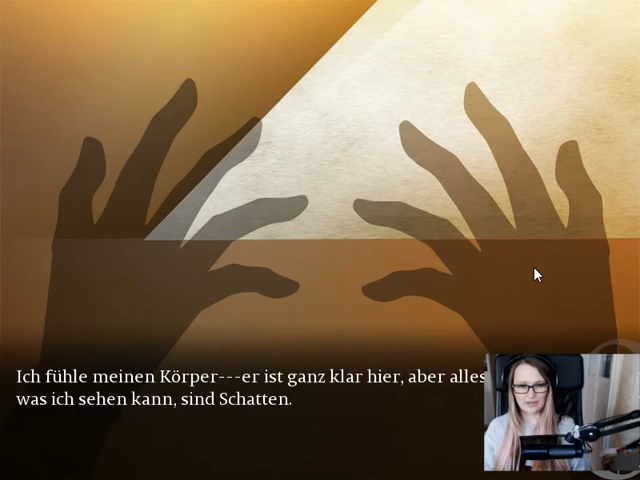 Ich fühle meinen Körper---er ist ganz klar hier, aber alles
was ich sehen kann, sind Schatten.